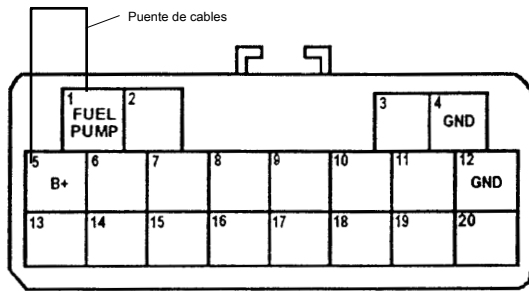 Puente de cables
1 2 3 4
FUEL PUMP GND
5 6 7 8 9 10 11 12
B+ GND
13 14 15 16 17 18 19 20